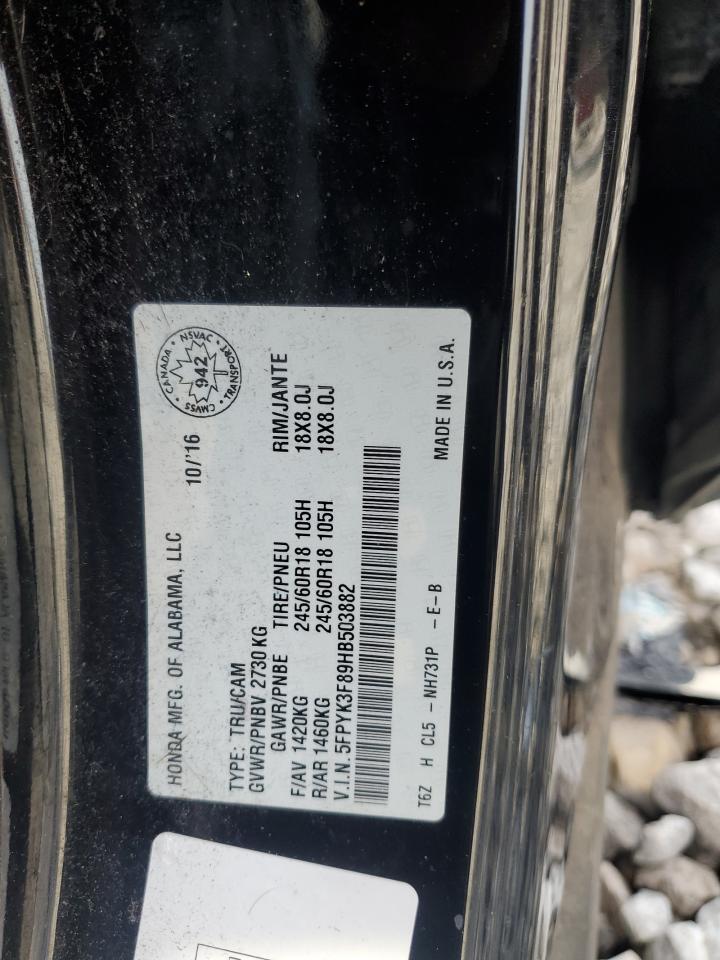 HONDA MFG. OF ALABAMA, LLC
10/'16
CANADA • NSVAC • TRANSPORT • CMVSS •
942
TYPE: TRU/CAM
GVWR/PNBV 2730 KG
GAWR/PNBE TIRE/PNEU RIM/JANTE
F/AV 1420KG 245/60R18 105H 18X8.0J
R/AR 1460KG 245/60R18 105H 18X8.0J
V.I.N. 5FPYK3F89HB503882
T6Z H CL5 - NH731P - E-B MADE IN U.S.A.